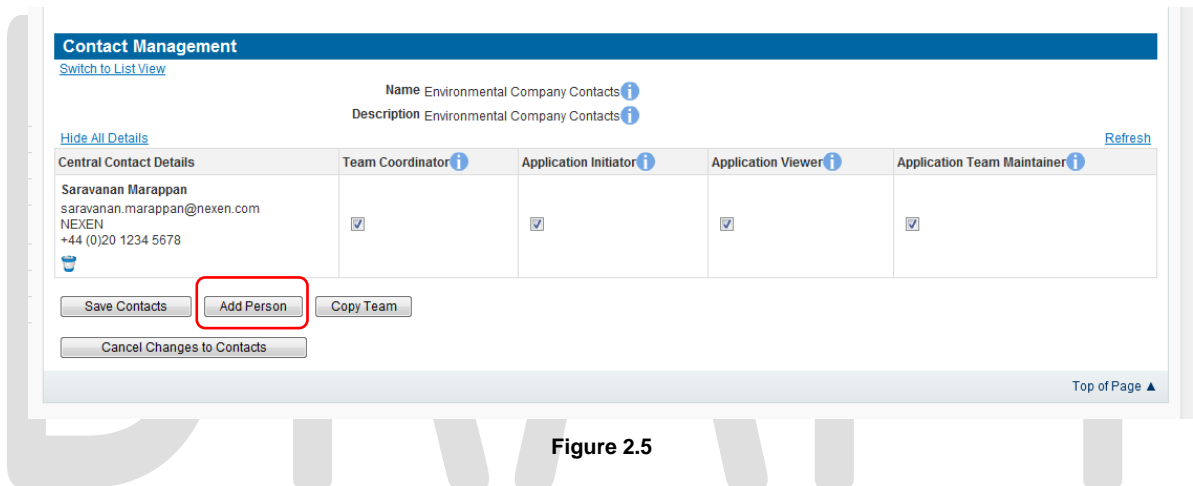 Contact Management
Switch to List View
Name Environmental Company Contacts
Description Environmental Company Contacts
Hide All Details Refresh
Central Contact Details Team Coordinator Application Initiator Application Viewer Application Team Maintainer
Saravanan Marappan
saravanan.marappan@nexen.com
NEXEN
+44 (0)20 1234 5678
Save Contacts Add Person Copy Team
Cancel Changes to Contacts
Top of Page ▲
Figure 2.5